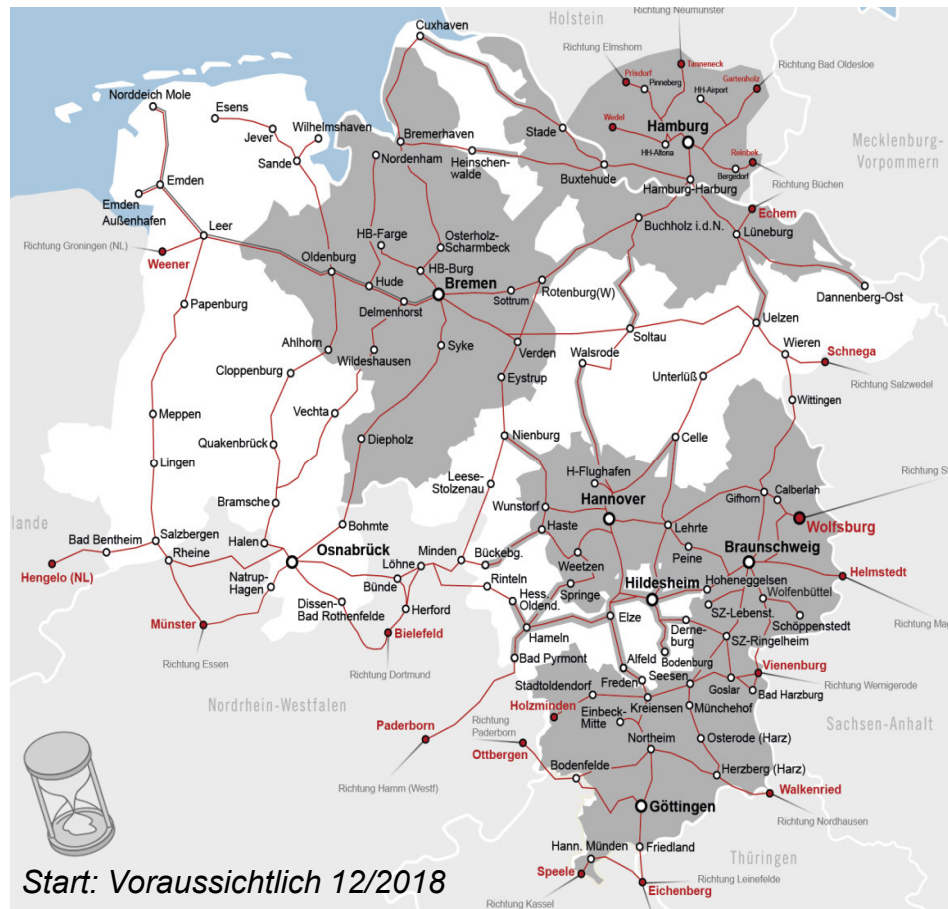 Holstein
Richtung Neumünster
Cuxhaven
Richtung Elmshorn
Tanneck
Prisdorf
Pinneberg
Gartenholz
Richtung Bad Oldesloe
HH-Airport
Norddeich Mole
Esens
Jever
Wilhelmshaven
Sande
Bremerhaven
Nordenham
Stade
Wedel
Hamburg
HH-Altona
Reinbek
Bergedorf
Mecklenburg-
Vorpommern
Heinschen-
walde
Buxtehude
Hamburg-Harburg
Richtung Büchen
Emden
Emden
Außenhafen
Leer
Richtung Groningen (NL)
Weener
HB-Farge
Osterholz-
Scharmbeck
Buchholz i.d.N.
Echem
Lüneburg
Oldenburg
HB-Burg
Hude
Bremen
Delmenhorst
Sottrum
Rotenburg(W)
Dannenberg-Ost
Papenburg
Uelzen
Soltau
Ahlhorn
Wildeshausen
Syke
Verden
Walsrode
Wieren
Schnega
Cloppenburg
Eystrup
Unterlüß
Richtung Salzwedel
Wittingen
Vechta
Meppen
Quakenbrück
Diepholz
Nienburg
Celle
Lingen
H-Flughafen
Leese-
Stolzenau
Richtung S
Bramsche
Wunstorf
Hannover
Gifhorn
Calberlah
Wolfsburg
lande
Bad Bentheim
Salzbergen
Halen
Bohmte
Haste
Lehrte
Osnabrück
Minden
Bückebg.
Weetzen
Peine
Braunschweig
Rheine
Löhne
Hengelo (NL)
Bünde
Rinteln
Springe
Hildesheim
Hoheneggelsen
Helmstedt
Natrup-
Hagen
Hess.
Oldend.
Wolfenbüttel
SZ-Lebenst.
Dissen-
Bad Rothenfelde
Herford
Schöppenstedt
Richtung Mag
Münster
Bielefeld
Hameln
Elze
Derne-
burg
SZ-Ringelheim
Richtung Essen
Bad Pyrmont
Bodenburg
Richtung Dortmund
Alfeld
Vienenburg
Seesen
Freden
Goslar
Richtung Wernigerode
Bad Harzburg
Stadtoldendorf
Nordrhein-Westfalen
Holzminden
Kreiensen
Münchehof
Einbeck-
Mitte
Sachsen-Anhalt
Richtung
Paderborn
Paderborn
Osterode (Harz)
Ottbergen
Northeim
Bodenfelde
Herzberg (Harz)
Richtung Hamm (Westf)
Walkenried
Göttingen
Richtung Nordhausen
Hann. Münden
Friedland
Thüringen
Speele
Richtung Leinefelde
Start: Voraussichtlich 12/2018
Eichenberg
Richtung Kassel